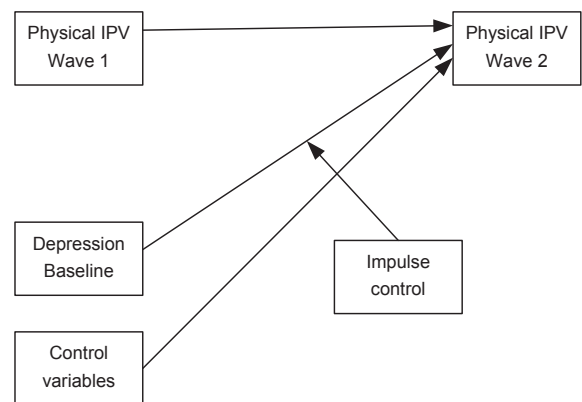 Physical IPV
Wave 1
Physical IPV
Wave 2
Depression
Baseline
Impulse
control
Control
variables